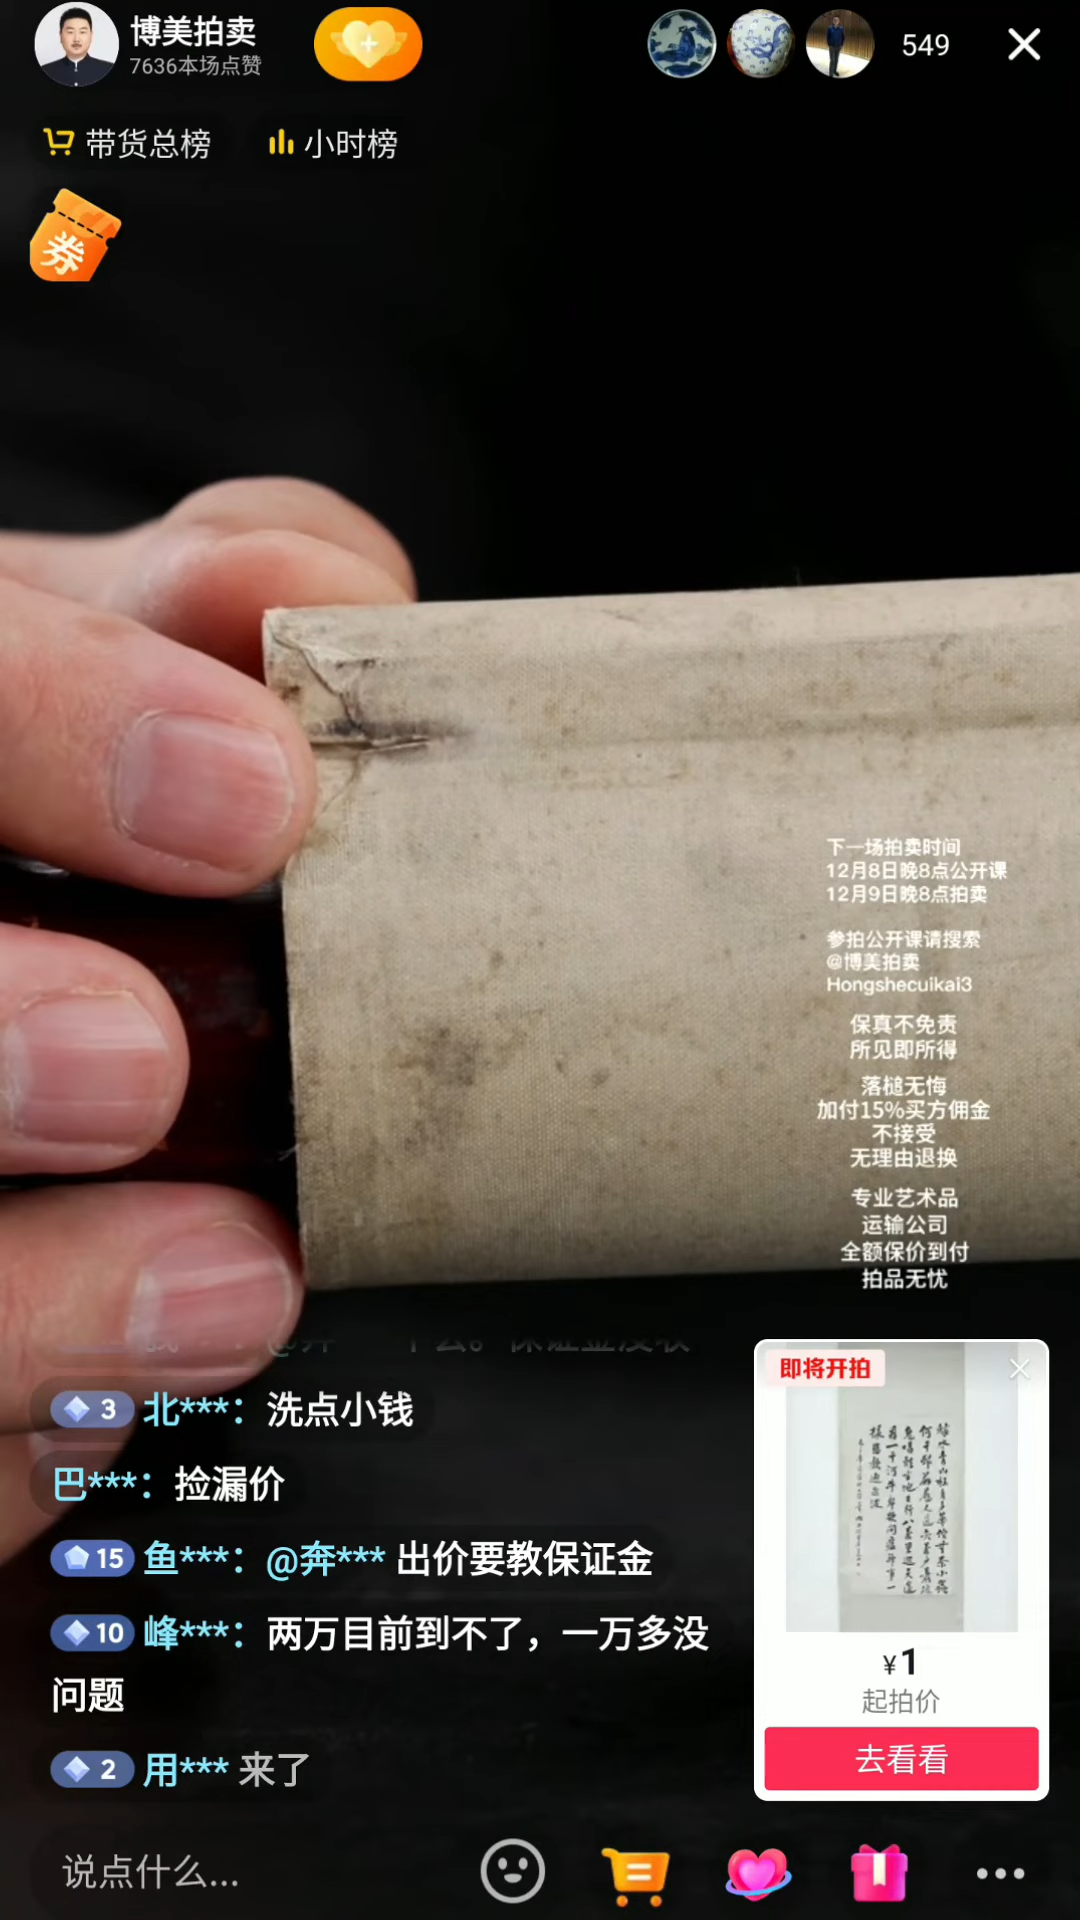 博美拍卖
7636本场点赞
549
带货总榜
小时榜
券
下一场拍卖时间
12月8日晚8点公开课
12月9日晚8点拍卖
参拍公开课请搜索
@博美拍卖
Hongshecuikai3
保真不免责
所见即所得
落槌无悔
加付15%买方佣金
不接受
无理由退换
专业艺术品
运输公司
全额保价到付
拍品无忧
3 北***：洗点小钱
巴***：捡漏价
15 鱼***：@奔*** 出价要教保证金
10 峰***：两万目前到不了，一万多没
问题
2 用*** 来了
即将开拍
¥1
起拍价
去看看
说点什么...